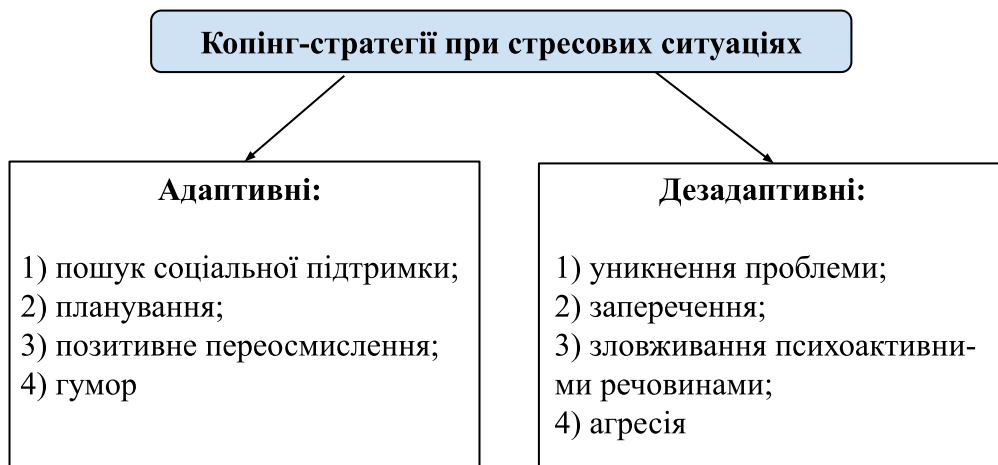 Копінг-стратегії при стресових ситуаціях
Адаптивні:
1) пошук соціальної підтримки;
2) планування;
3) позитивне переосмислення;
4) гумор
Дезадаптивні:
1) уникнення проблеми;
2) заперечення;
3) зловживання психоактивни-
ми речовинами;
4) агресія